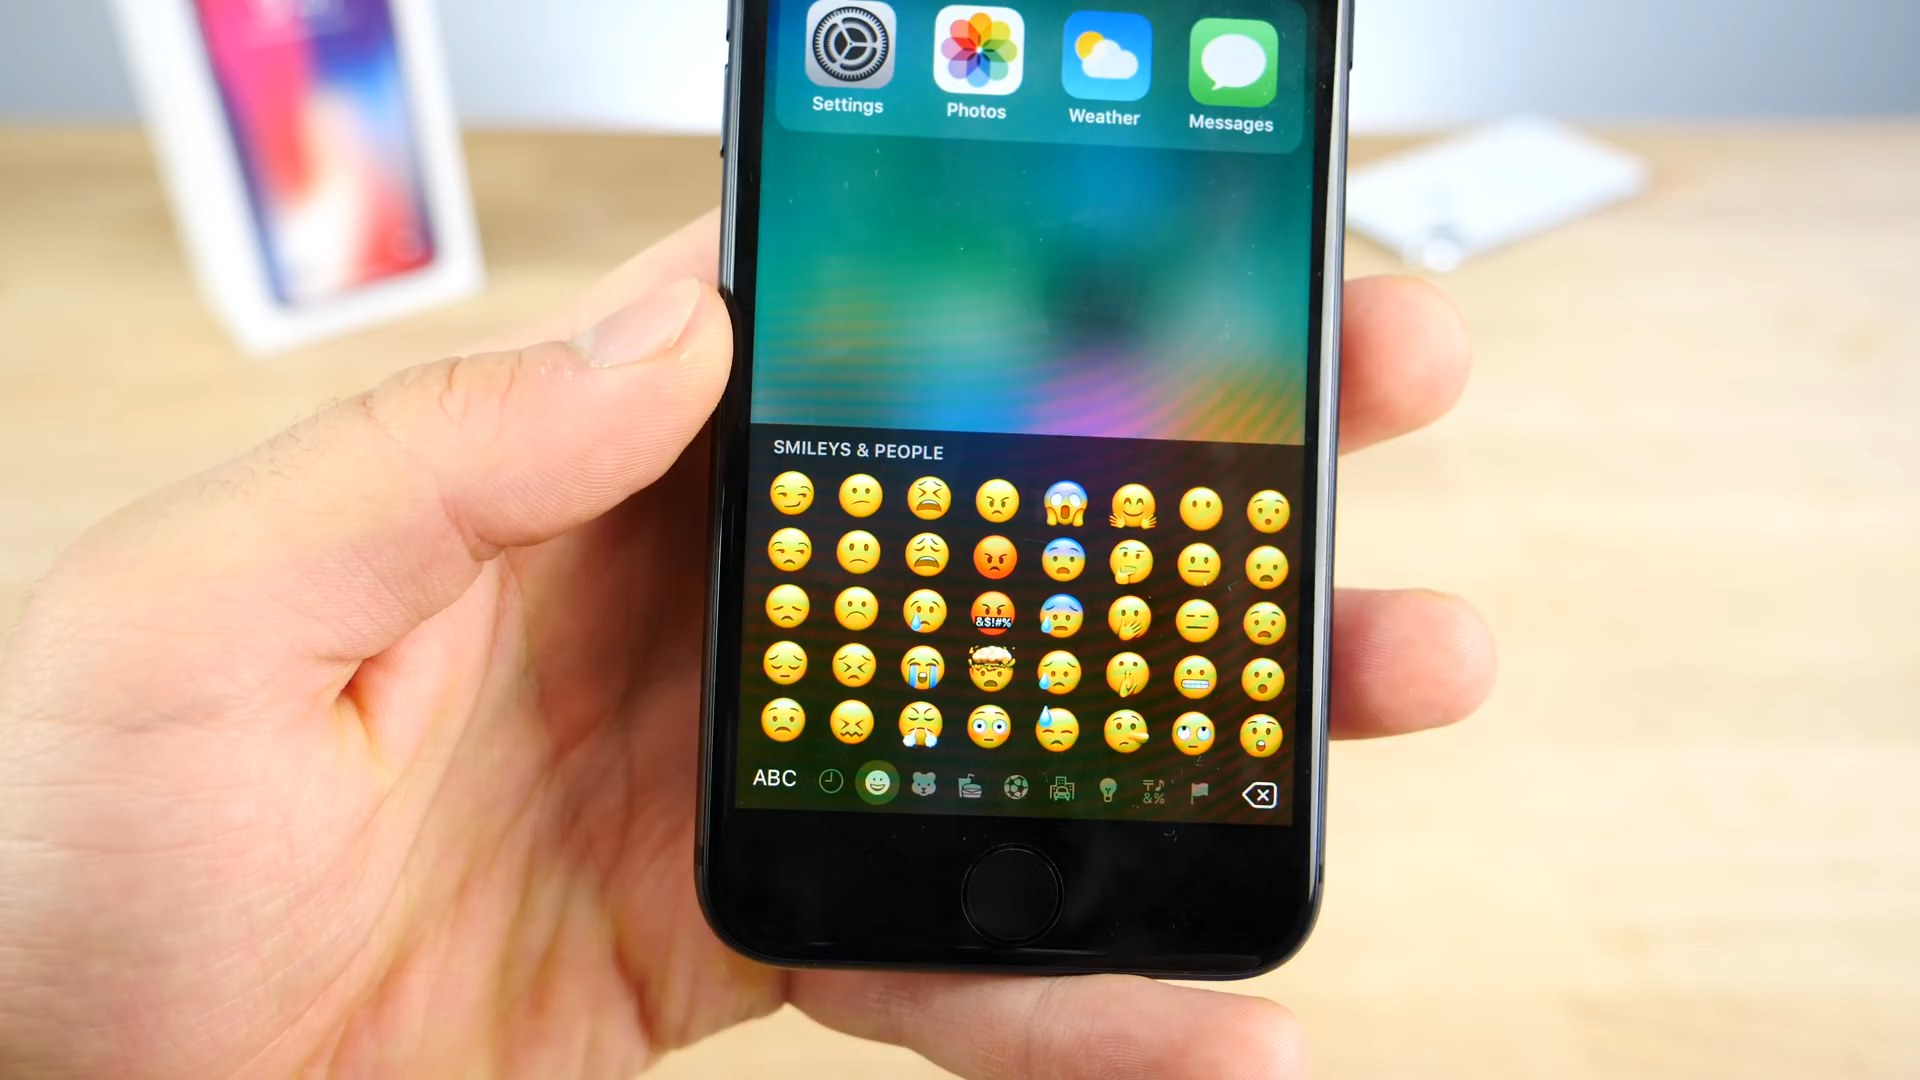 Settings Photos Weather Messages
SMILEYS & PEOPLE
&$!#%
ABC
&%